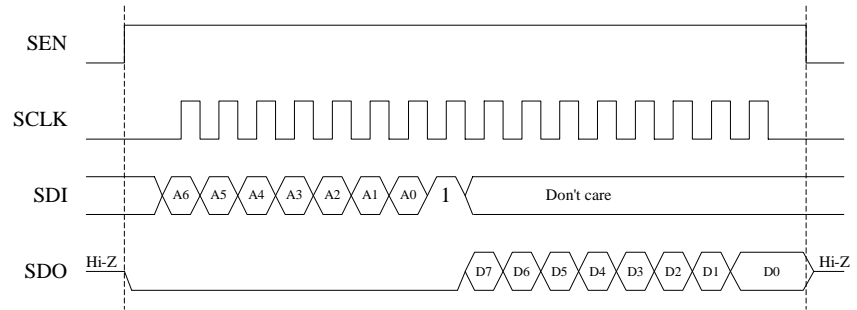 SEN
SCLK
SDI A6 A5 A4 A3 A2 A1 A0 1 Don't care
SDO Hi-Z D7 D6 D5 D4 D3 D2 D1 D0 Hi-Z